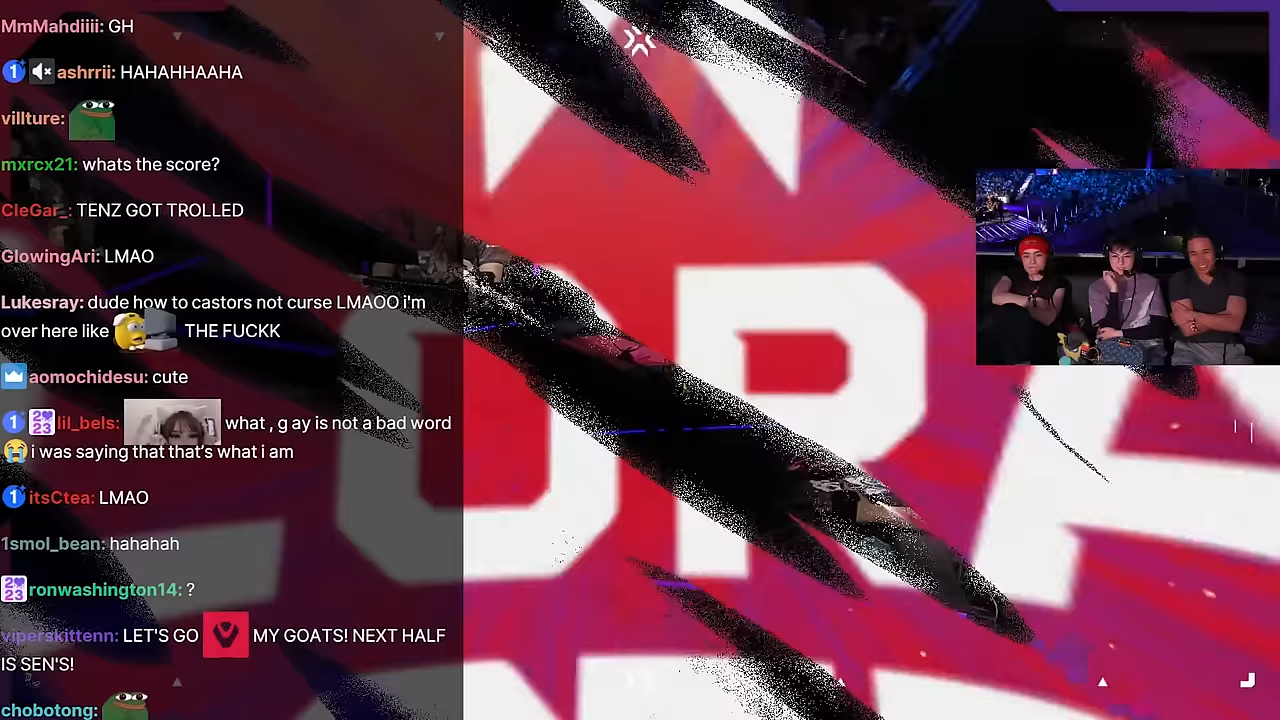 MmMahdiiii: GH
ashrrii: HAHAHHAAHA
villture:
mxrcx21: whats the score?
CleGar_: TENZ GOT TROLLED
GlowingAri: LMAO
Lukesray: dude how to castors not curse LMAOO i'm
over here like THE FUCKK
aomochidesu: cute
lil_bels: what , g ay is not a bad word
i was saying that that's what i am
itsCtea: LMAO
1smol_bean: hahahah
ronwashington14: ?
viperskittenn: LET'S GO MY GOATS! NEXT HALF
IS SEN'S!
chobotong: